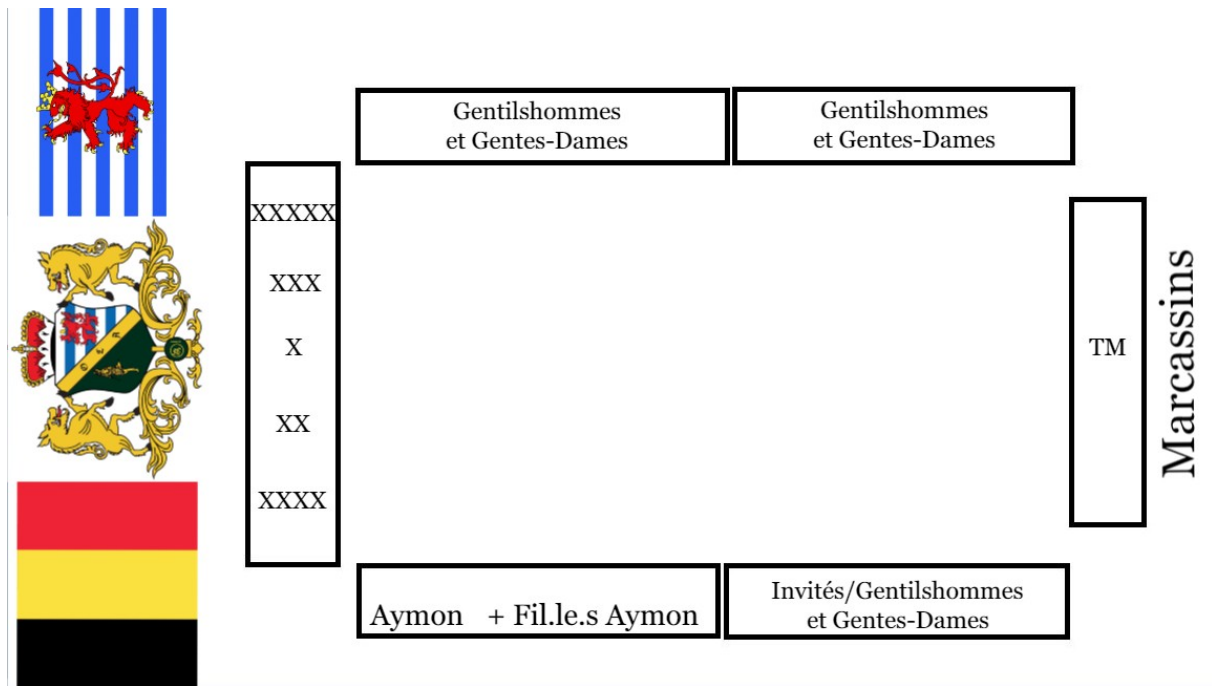 Gentilshommes
et Gentes-Dames
Gentilshommes
et Gentes-Dames
XXXXX
XXX
X
XX
XXXX
TM
Marcassins
Aymon + Fil.le.s Aymon
Invités/Gentilshommes
et Gentes-Dames